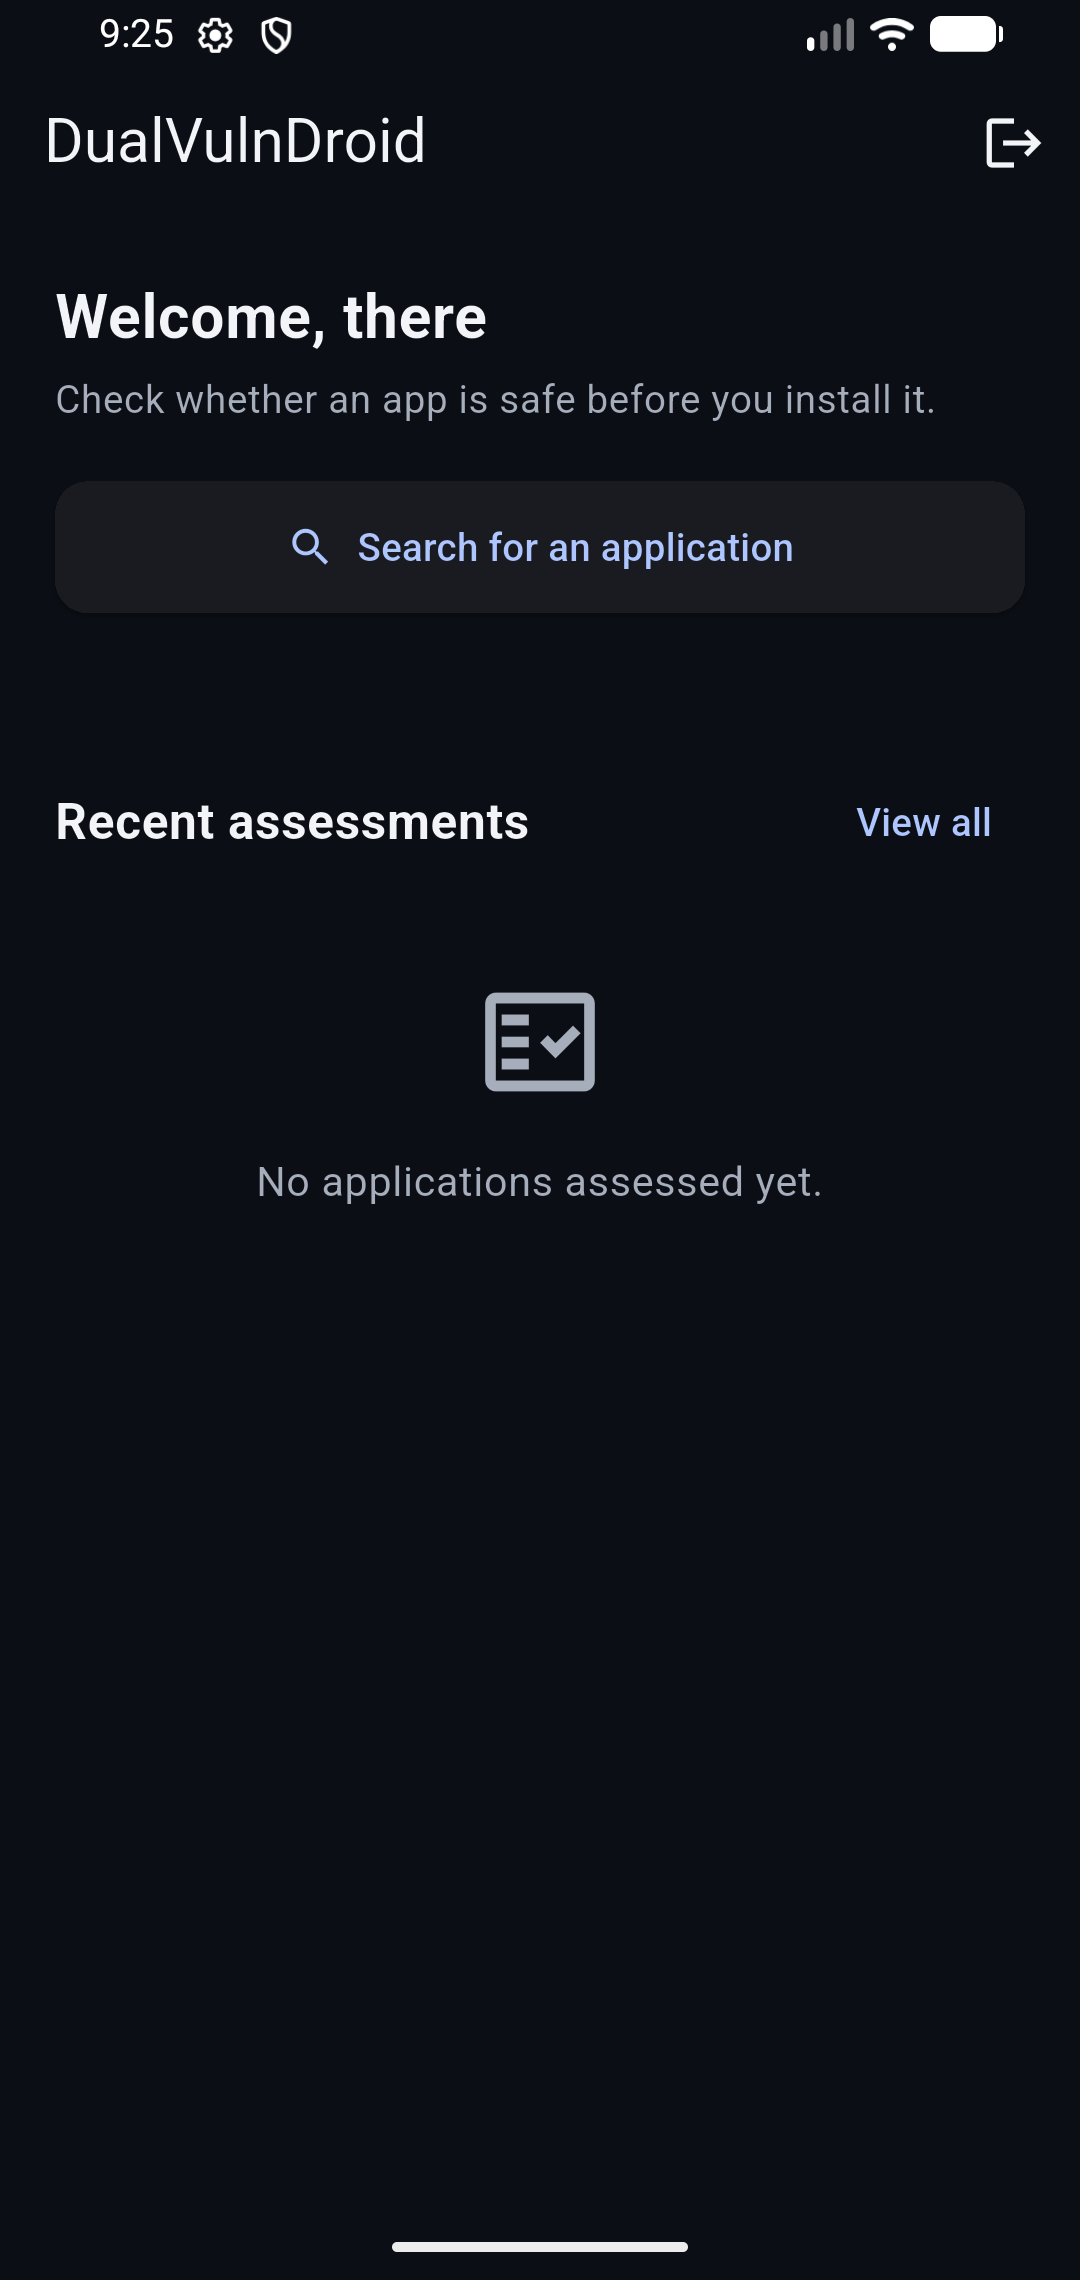 9:25
DualVulnDroid
Welcome, there
Check whether an app is safe before you install it.
Search for an application
Recent assessments
View all
No applications assessed yet.